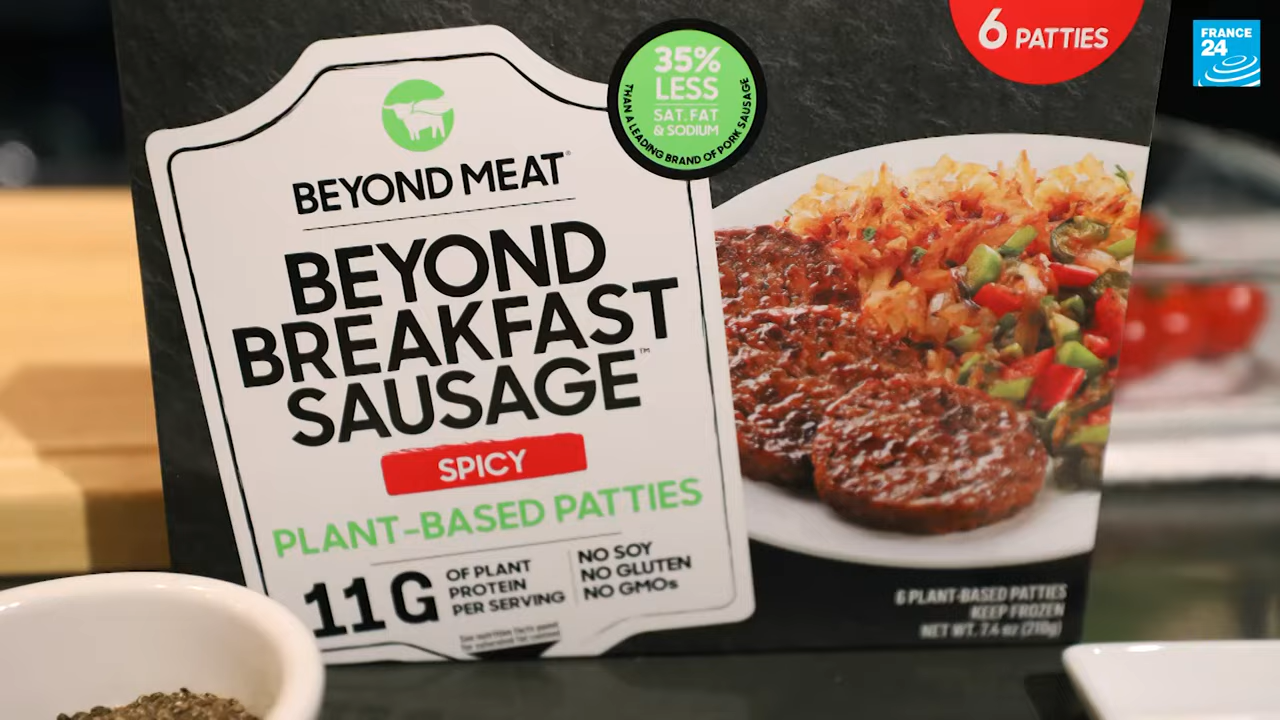 FRANCE
24
6 PATTIES
35%
LESS
SAT. FAT
& SODIUM
THAN A LEADING BRAND OF PORK SAUSAGE
BEYOND MEAT®
BEYOND
BREAKFAST
SAUSAGE™
SPICY
PLANT-BASED PATTIES
11G
OF PLANT
PROTEIN
PER SERVING
NO SOY
NO GLUTEN
NO GMOs
6 PLANT-BASED PATTIES
KEEP FROZEN
NET WT. 7.4 oz (210g)